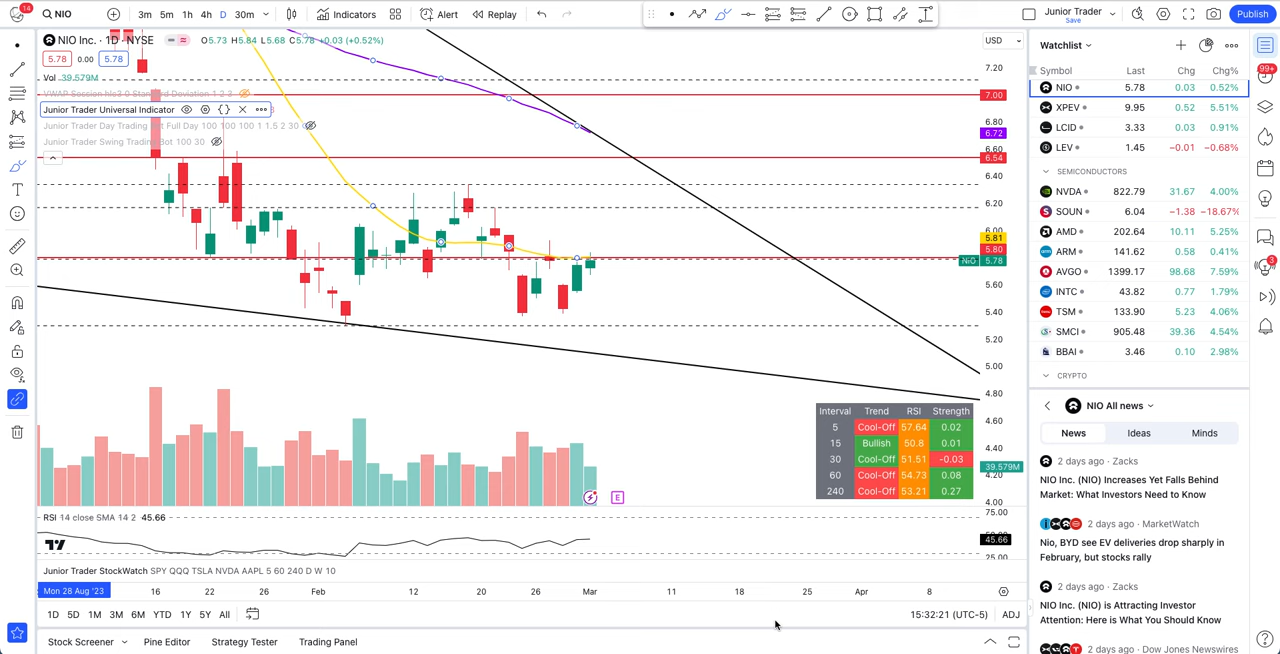 14
NIO
3m 5m 1h 4h D 30m
Indicators
Alert
Replay
Junior Trader
Save
Publish
NIO Inc. · 1D · NYSE
O5.73 H5.84 L5.68 C5.78 +0.03 (+0.52%)
5.78 0.00 5.78
Vol 39.579M
VWAP Session hlc3 0 Standard Deviation 1 2 3
Junior Trader Universal Indicator
3
Junior Trader Day Trading Bot Full Day 100 100 100 1 1.5 2 30
Junior Trader Swing Trading Bot 100 30
USD
7.20
7.00
6.80
6.72
6.60
6.54
6.40
6.20
6.00
5.81
5.80
NIO 5.78
5.60
5.40
5.20
5.00
4.80
4.60
4.40
39.579M
4.20
4.00
Interval Trend RSI Strength
5 Cool-Off 57.64 0.02
15 Bullish 50.8 0.01
30 Cool-Off 51.51 -0.03
60 Cool-Off 54.73 0.08
240 Cool-Off 53.21 0.27
E
RSI 14 close SMA 14 2 45.66
75.00
45.66
25.00
Junior Trader StockWatch SPY QQQ TSLA NVDA AAPL 5 60 240 D W 10
Mon 28 Aug '23 16 22 26 Feb 12 20 26 Mar 11 18 25 Apr 8
1D 5D 1M 3M 6M YTD 1Y 5Y All
15:32:21 (UTC-5) ADJ
Stock Screener Pine Editor Strategy Tester Trading Panel
Watchlist
Symbol Last Chg Chg%
NIO 5.78 0.03 0.52%
XPEV 9.95 0.52 5.51%
LCID 3.33 0.03 0.91%
LEV 1.45 −0.01 −0.68%
SEMICONDUCTORS
NVDA 822.79 31.67 4.00%
SOUN 6.04 −1.38 −18.67%
AMD 202.64 10.11 5.25%
ARM 141.62 0.58 0.41%
AVGO 1399.17 98.68 7.59%
INTC 43.82 0.77 1.79%
TSM 133.90 5.23 4.06%
SMCI 905.48 39.36 4.54%
BBAI 3.46 0.10 2.98%
CRYPTO
NIO All news
News Ideas Minds
2 days ago · Zacks
NIO Inc. (NIO) Increases Yet Falls Behind
Market: What Investors Need to Know
2 days ago · MarketWatch
Nio, BYD see EV deliveries drop sharply in
February, but stocks rally
2 days ago · Zacks
NIO Inc. (NIO) is Attracting Investor
Attention: Here is What You Should Know
2 days ago · Dow Jones Newswires
99+
3